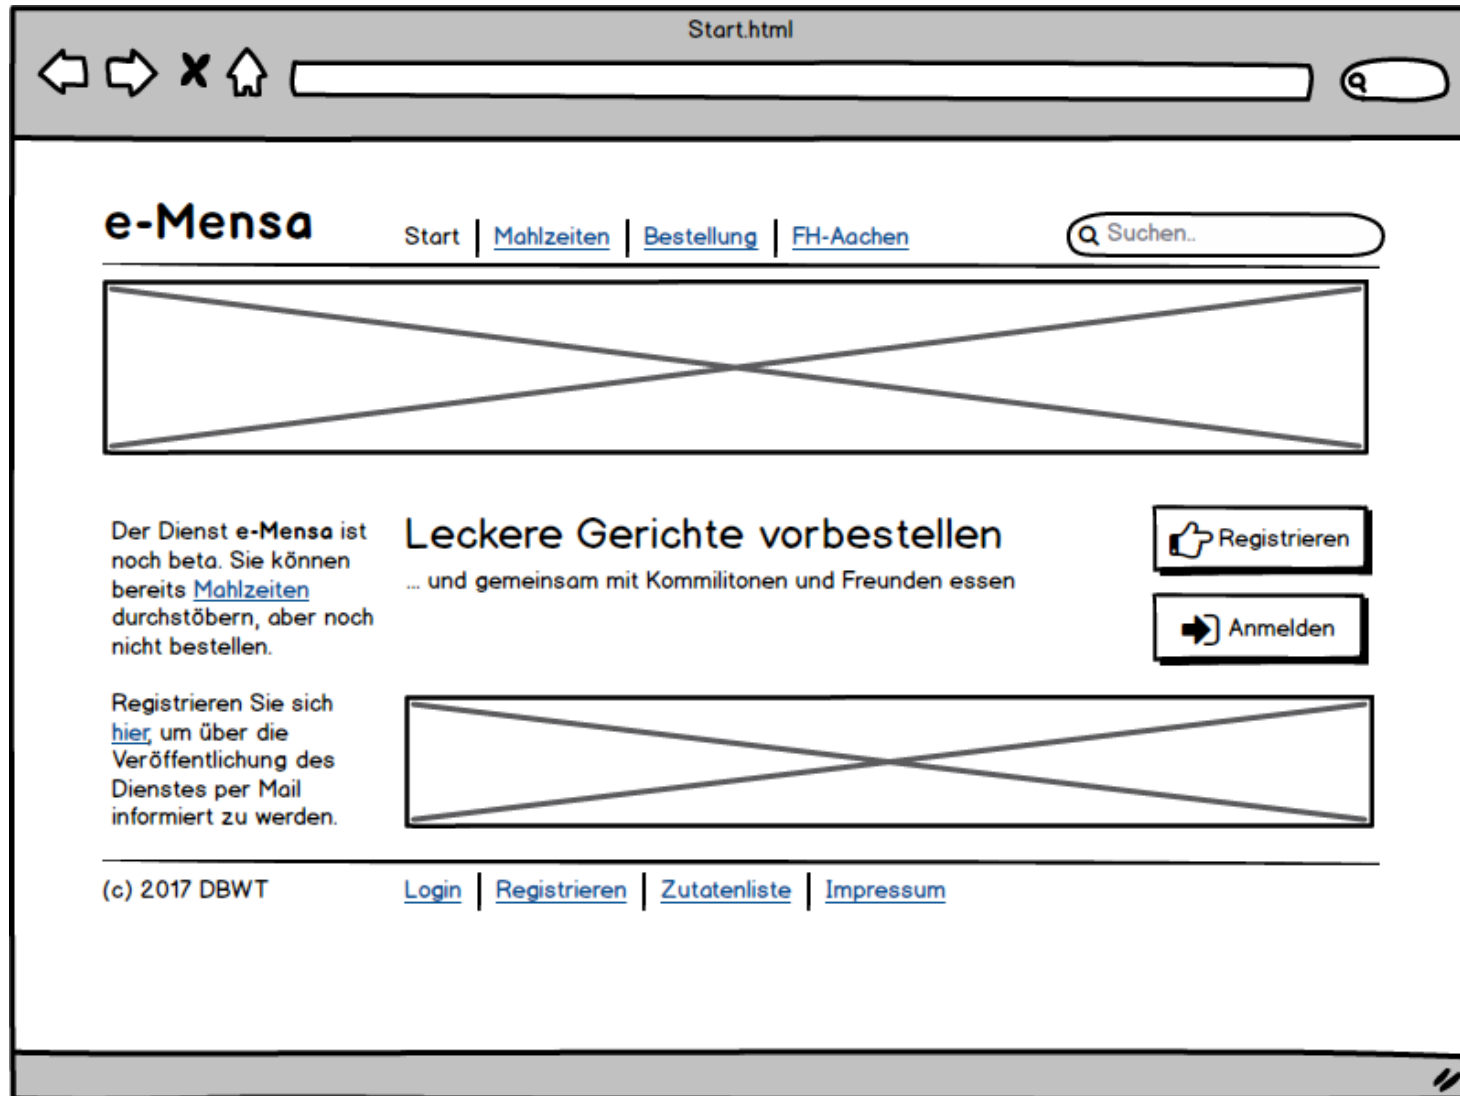 Start.html
e-Mensa
Start Mahlzeiten Bestellung FH-Aachen
Suchen..
Der Dienst e-Mensa ist
noch beta. Sie können
bereits Mahlzeiten
durchstöbern, aber noch
nicht bestellen.
Registrieren Sie sich
hier, um über die
Veröffentlichung des
Dienstes per Mail
informiert zu werden.
Leckere Gerichte vorbestellen
... und gemeinsam mit Kommilitonen und Freunden essen
Registrieren
Anmelden
(c) 2017 DBWT
Login Registrieren Zutatenliste Impressum